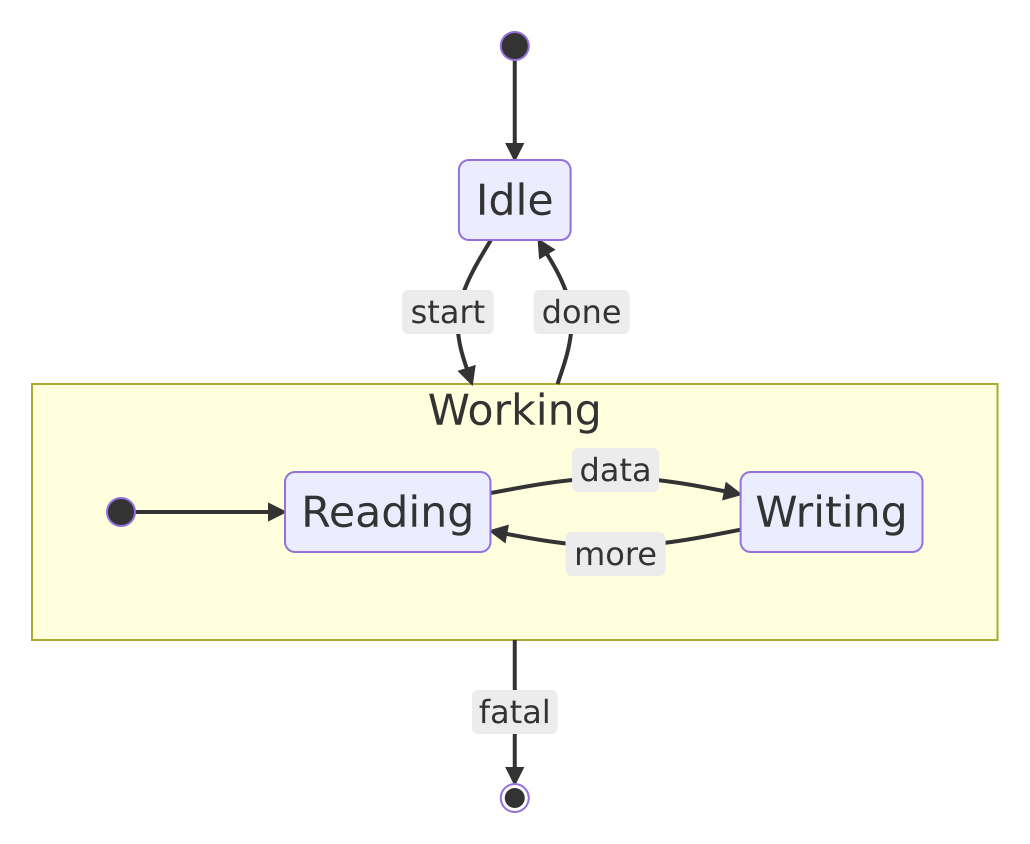 Idle
start
done
Working
data
Reading
Writing
more
fatal